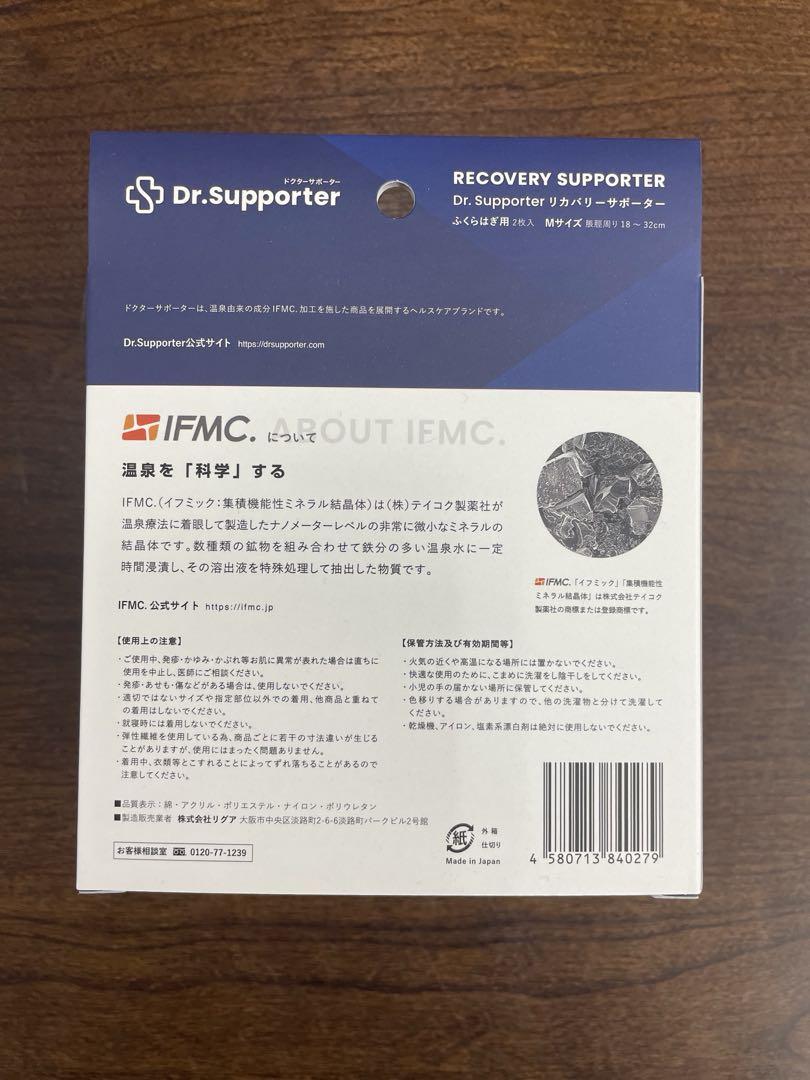 ドクターサポーター
Dr.Supporter
RECOVERY SUPPORTER
Dr. Supporter リカバリーサポーター
ふくらはぎ用 2枚入 Mサイズ 脹脛周り 18～32cm
ドクターサポーターは、温泉由来の成分 IFMC. 加工を施した商品を展開するヘルスケアブランドです。
Dr.Supporter公式サイト https://drsupporter.com
IFMC. について ABOUT IFMC.
温泉を「科学」する
IFMC.（イフミック：集積機能性ミネラル結晶体）は（株）テイコク製薬社が
温泉療法に着眼して製造したナノメーターレベルの非常に微小なミネラルの
結晶体です。数種類の鉱物を組み合わせて鉄分の多い温泉水に一定
時間浸漬し、その溶出液を特殊処理して抽出した物質です。
IFMC. 公式サイト https://ifmc.jp
IFMC.「イフミック」「集積機能性
ミネラル結晶体」は株式会社テイコク
製薬社の商標または登録商標です。
【使用上の注意】
・ご使用中、発疹・かゆみ・かぶれ等お肌に異常が表れた場合は直ち
に使用を中止し、医師にご相談ください。
・発疹・あせも・傷などがある場合は、使用しないでください。
・適切ではないサイズや指定部位以外での着用、他商品と重ねて
の着用はしないでください。
・就寝時には着用しないでください。
・弾性繊維を使用している為、商品ごとに若干の寸法違いが生じる
ことがありますが、使用にはまったく問題ありません。
・着用中、衣類等とこすれることによってずれ落ちることがあるので
注意してください。
【保管方法及び有効期間等】
・火気の近くや高温になる場所には置かないでください。
・快適な使用のために、こまめに洗濯をし陰干しをしてください。
・小児の手の届かない場所に保管してください。
・色移りする場合がありますので、他の洗濯物と分けて洗濯して
ください。
・乾燥機、アイロン、塩素系漂白剤は絶対に使用しないでください。
■品質表示：綿・アクリル・ポリエステル・ナイロン・ポリウレタン
■製造販売業者 株式会社リグア 大阪市中央区淡路町2-6-6淡路町パークビル2号館
お客様相談室 0120-77-1239
紙 外箱
仕切り
Made in Japan
4 580713 840279